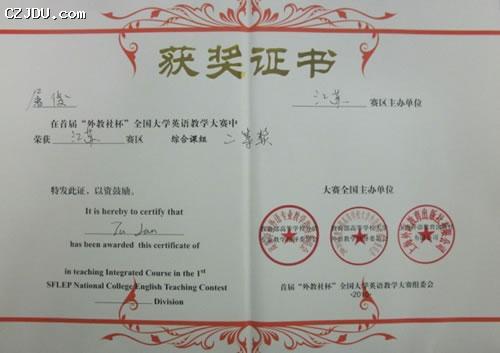 CZJDU.COM
获奖证书
屠俊
在首届“外教社杯”全国大学英语教学大赛中
荣获 江苏 赛区 综合课组 二等奖
特发此证，以资鼓励。
It is hereby to certify that
has been awarded this certificate of
in teaching Integrated Course in the 1st
SFLEP National College English Teaching Contest
Division
江苏 赛区主办单位
大赛全国主办单位
首届“外教社杯”全国大学英语教学大赛组委会
·2010·